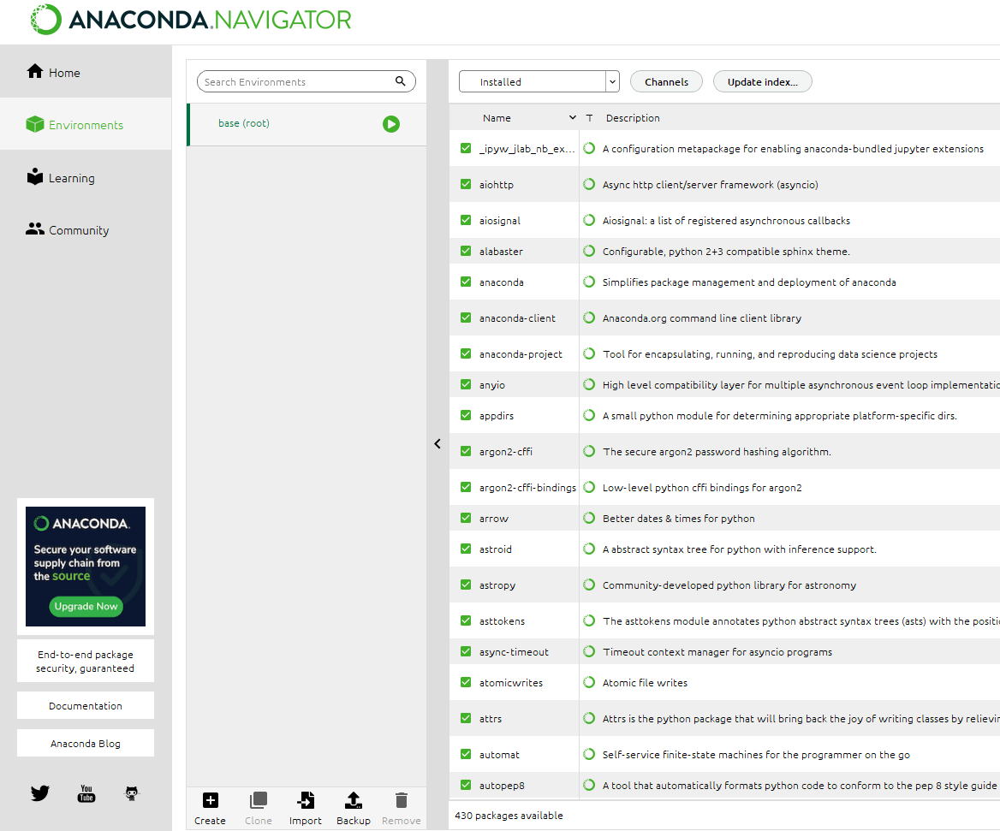 ANACONDA.NAVIGATOR
Home
Environments
Learning
Community
ANACONDA.
Secure your software
supply chain from
the source
Upgrade Now
End-to-end package
security, guaranteed
Documentation
Anaconda Blog
You
Tube
Search Environments
base (root)
Create
Clone
Import
Backup
Remove
Installed
Channels
Update index...
Name T Description
_ipyw_jlab_nb_ex... A configuration metapackage for enabling anaconda-bundled jupyter extensions
aiohttp Async http client/server framework (asyncio)
aiosignal Aiosignal: a list of registered asynchronous callbacks
alabaster Configurable, python 2+3 compatible sphinx theme.
anaconda Simplifies package management and deployment of anaconda
anaconda-client Anaconda.org command line client library
anaconda-project Tool for encapsulating, running, and reproducing data science projects
anyio High level compatibility layer for multiple asynchronous event loop implementatio
appdirs A small python module for determining appropriate platform-specific dirs.
argon2-cffi The secure argon2 password hashing algorithm.
argon2-cffi-bindings Low-level python cffi bindings for argon2
arrow Better dates & times for python
astroid A abstract syntax tree for python with inference support.
astropy Community-developed python library for astronomy
asttokens The asttokens module annotates python abstract syntax trees (asts) with the positio
async-timeout Timeout context manager for asyncio programs
atomicwrites Atomic file writes
attrs Attrs is the python package that will bring back the joy of writing classes by relievin
automat Self-service finite-state machines for the programmer on the go
autopep8 A tool that automatically formats python code to conform to the pep 8 style guide
430 packages available